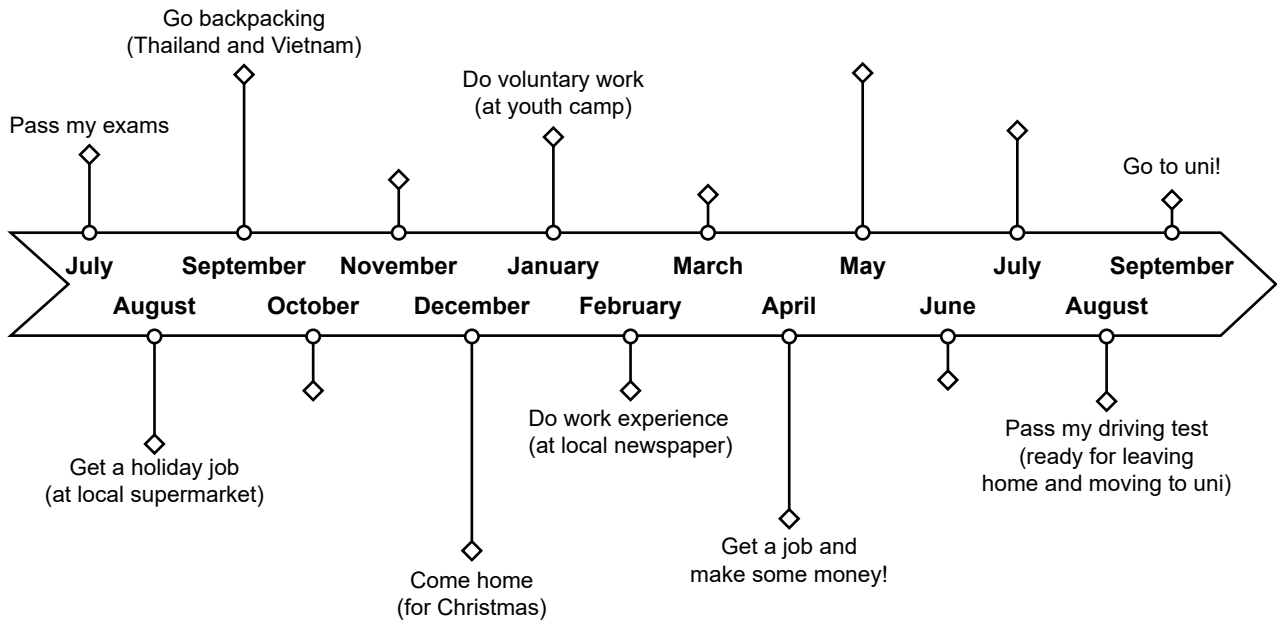 Go backpacking
(Thailand and Vietnam)
Do voluntary work
(at youth camp)
Pass my exams
Go to uni!
July September November January March May July September
August October December February April June August
Do work experience
(at local newspaper)
Pass my driving test
(ready for leaving
home and moving to uni)
Get a holiday job
(at local supermarket)
Get a job and
make some money!
Come home
(for Christmas)